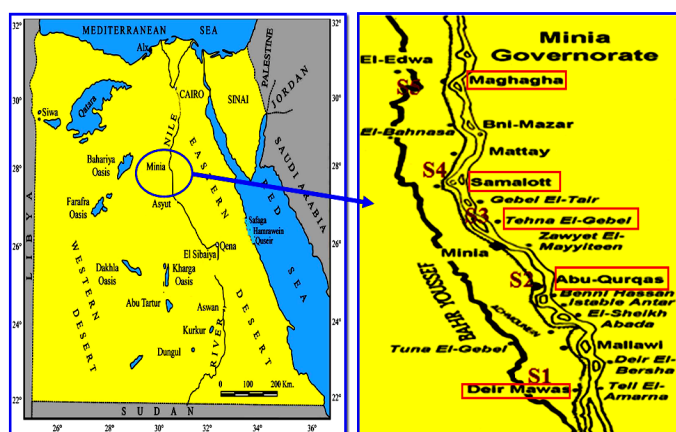 32°
MEDITERRANEAN SEA
32°
Alx
CAIRO
SINAI
PALESTINE
JORDAN
30°
30°
Siwa
Qatara
NILE
EASTERN
DESERT
SAUDI ARABIA
Bahariya
Oasis
Minia
28°
28°
Farafra
Oasis
Asyut
RED SEA
Safaga
Hamrawein
Quseir
LIBYA
Qena
26°
26°
El Sibaiya
WESTERN
DESERT
Dakhla
Oasis
Kharga
Oasis
Abu Tartur
Aswan
24°
24°
Kurkur
RIVER
Dungul
0 100 200 Km.
22°
22°
SUDAN
26° 28° 30° 32° 34° 36°
Minia
Governorate
El-Edwa
S5
Maghagha
El-Bahnasa
Bni-Mazar
Mattay
S4
Samalott
Gebel El-Tair
S3
Tehna El-Gebel
Zawyet El-
Mayyiteen
Minia
S2
Abu-Qurqas
Benni Hassan
Istable Antar
El-Sheikh
Abada
BAHR YOUSSEF
Mallawi
Tuna El-Gebel
Deir El-
Bersha
S1
Deir Mawas
Tell El-
Amarna